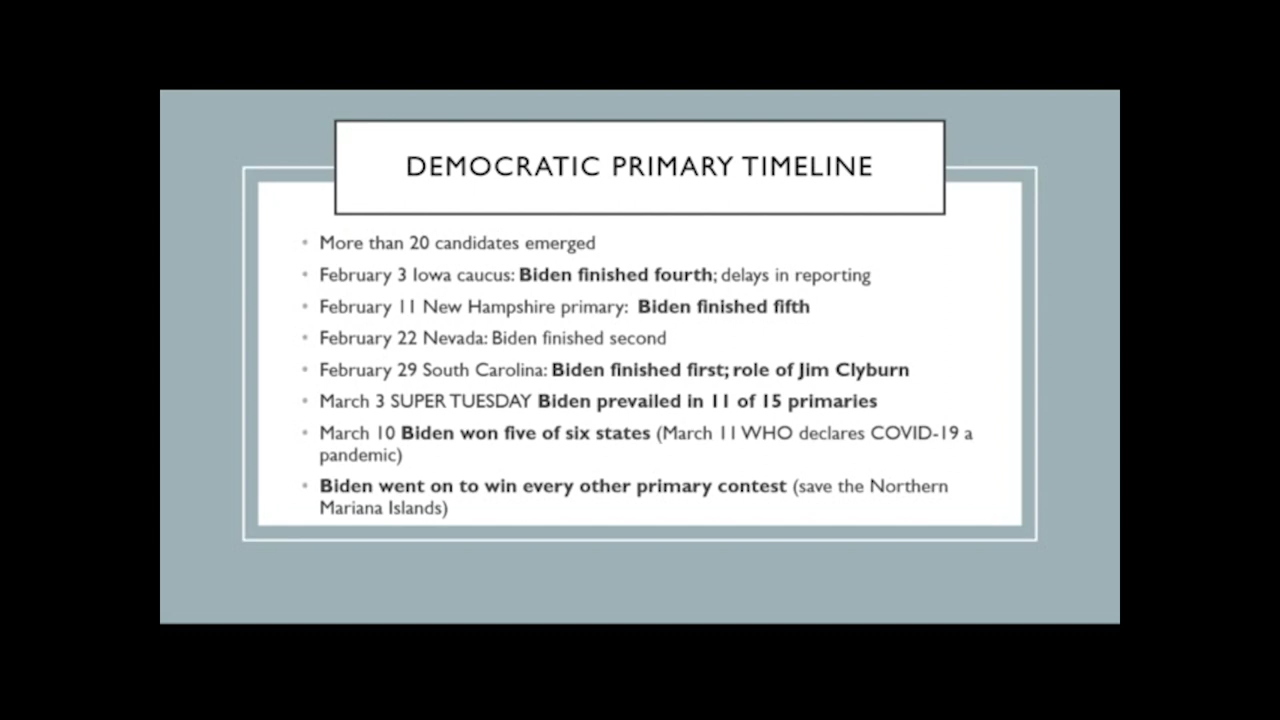 DEMOCRATIC PRIMARY TIMELINE
• More than 20 candidates emerged
• February 3 Iowa caucus: Biden finished fourth; delays in reporting
• February 11 New Hampshire primary:  Biden finished fifth
• February 22 Nevada: Biden finished second
• February 29 South Carolina: Biden finished first; role of Jim Clyburn
• March 3 SUPER TUESDAY Biden prevailed in 11 of 15 primaries
• March 10 Biden won five of six states (March 11 WHO declares COVID-19 a
pandemic)
• Biden went on to win every other primary contest (save the Northern
Mariana Islands)